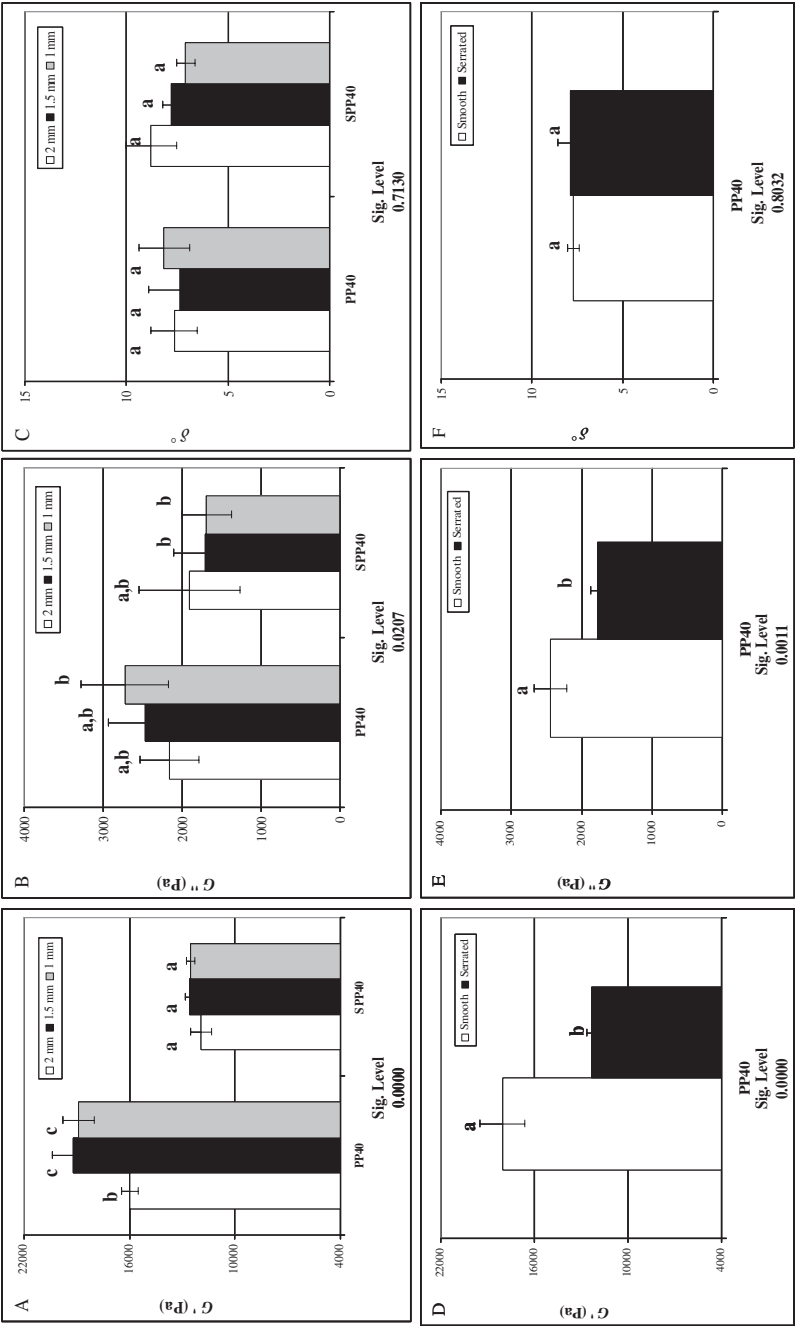 A
2 mm 1.5 mm 1 mm
G' (Pa)
22000
16000
10000
4000
b
c
c
a
a
a
PP40
SPP40
Sig. Level
0.0000
B
2 mm 1.5 mm 1 mm
G'' (Pa)
4000
3000
2000
1000
0
a,b
a,b
b
a,b
b
b
PP40
SPP40
Sig. Level
0.0207
C
2 mm 1.5 mm 1 mm
δ°
15
10
5
0
a
a
a
a
a
a
PP40
SPP40
Sig. Level
0.7130
D
Smooth Serrated
G' (Pa)
22000
16000
10000
4000
a
b
PP40
Sig. Level
0.0000
E
Smooth Serrated
G'' (Pa)
4000
3000
2000
1000
0
a
b
PP40
Sig. Level
0.0011
F
Smooth Serrated
δ°
15
10
5
0
a
a
PP40
Sig. Level
0.8032